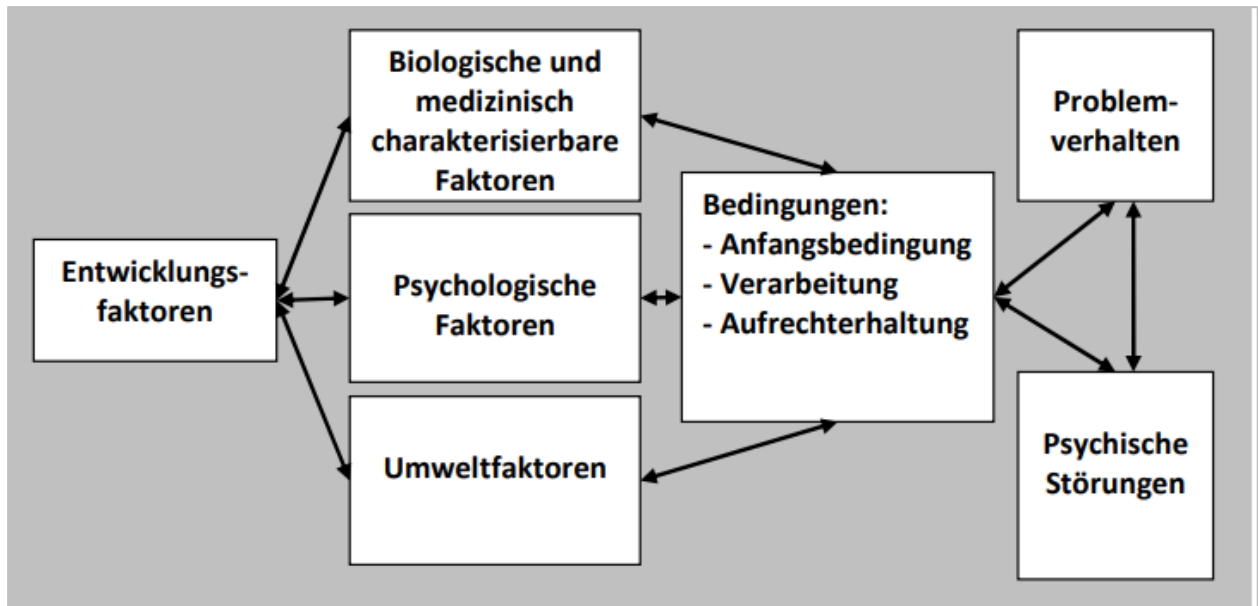 Biologische und
medizinisch
charakterisierbare
Faktoren
Problem-
verhalten
Bedingungen:
- Anfangsbedingung
- Verarbeitung
- Aufrechterhaltung
Entwicklungs-
faktoren
Psychologische
Faktoren
Umweltfaktoren
Psychische
Störungen